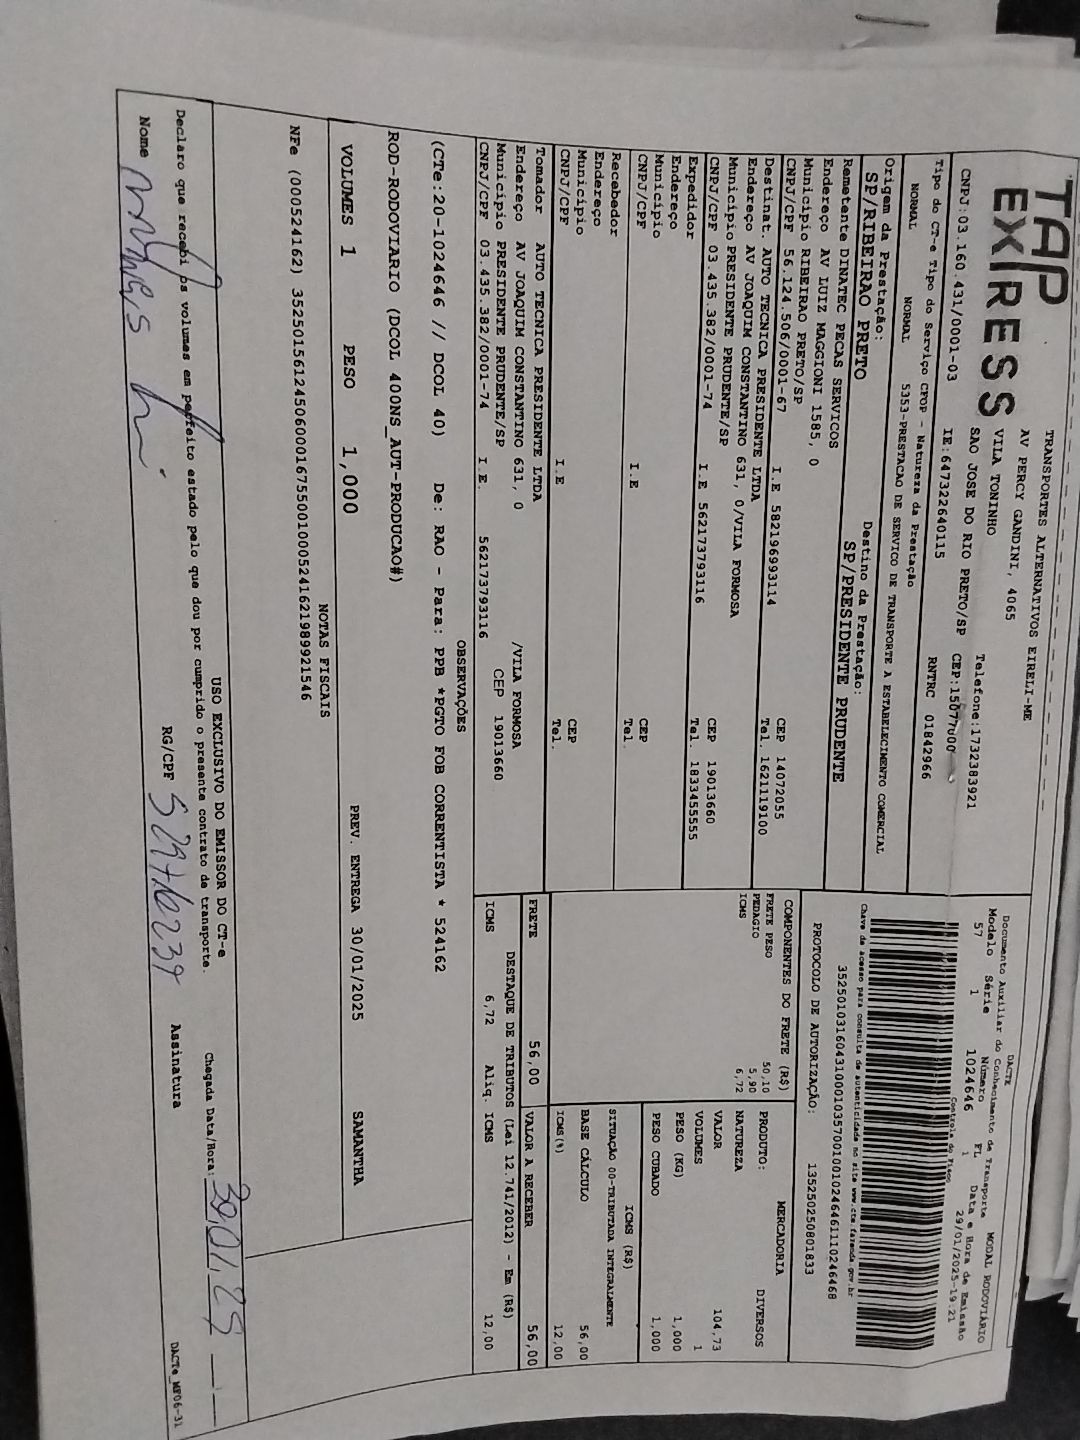 TAP EXPRESS
TRANSPORTES ALTERNATIVOS EIRELI-ME
AV PERCY GANDINI, 4065
VILA TONINHO Telefone:1732383921
SAO JOSE DO RIO PRETO/SP CEP:15077000
CNPJ:03.160.431/0001-03 IE:647322640115 RNTRC 01842966
Tipo do CT-e Tipo do Serviço CFOP - Natureza da Prestação
NORMAL NORMAL 5353-PRESTACAO DE SERVICO DE TRANSPORTE A ESTABELECIMENTO COMERCIAL
Origem da Prestação: Destino da Prestação:
SP/RIBEIRAO PRETO SP/PRESIDENTE PRUDENTE
Remetente DINATEC PECAS SERVICOS
Endereço AV LUIZ MAGGIONI 1585, 0
Município RIBEIRAO PRETO/SP CEP 14072055
CNPJ/CPF 56.124.506/0001-67 I.E 582196993114 Tel. 1621119100
Destinat. AUTO TECNICA PRESIDENTE LTDA
Endereço AV JOAQUIM CONSTANTINO 631, 0/VILA FORMOSA
Município PRESIDENTE PRUDENTE/SP CEP 19013660
CNPJ/CPF 03.435.382/0001-74 I.E 562173793116 Tel. 1833455555
Expedidor
Endereço
Município CEP
CNPJ/CPF I.E Tel.
Recebedor
Endereço
Município CEP
CNPJ/CPF I.E Tel.
Tomador AUTO TECNICA PRESIDENTE LTDA
Endereço AV JOAQUIM CONSTANTINO 631, 0 /VILA FORMOSA
Município PRESIDENTE PRUDENTE/SP CEP 19013660
CNPJ/CPF 03.435.382/0001-74 I.E. 562173793116
DACTE
Documento Auxiliar do Conhecimento de Transporte MODAL RODOVIÁRIO
Modelo Série Número FL Data e Hora de Emissão
57 1 1024646 1 29/01/2025-19:21
Controle do Fisco
35250103160431000103570010010246461110246468
Chave de acesso para consulta de autenticidade no site www.cte.fazenda.gov.br
PROTOCOLO DE AUTORIZAÇÃO: 135250250801833
COMPONENTES DO FRETE (R$)
FRETE PESO 50,10
PEDAGIO 5,90
ICMS 6,72
MERCADORIA
PRODUTO: DIVERSOS
NATUREZA
VALOR 104,73
VOLUMES 1
PESO (KG) 1,000
PESO CUBADO 1,000
ICMS (R$)
SITUAÇÃO 00-TRIBUTADA INTEGRALMENTE
BASE CÁLCULO 56,00
ICMS(%) 12,00
FRETE 56,00 VALOR A RECEBER 56,00
DESTAQUE DE TRIBUTOS (Lei 12.741/2012) - Em (R$)
ICMS 6,72 Aliq. ICMS 12,00
OBSERVAÇÕES
(CTe:20-1024646 // DCOL 40) De: RAO - Para: PPB *PGTO FOB CORRENTISTA * 524162
ROD-RODOVIARIO (DCOL 400NS_AUT-PRODUCAO#)
VOLUMES 1 PESO 1,000 PREV. ENTREGA 30/01/2025 SAMANTHA
NOTAS FISCAIS
NFe (000524162) 35250156124506000167550010005241621989921546
USO EXCLUSIVO DO EMISSOR DO CT-e
Declaro que recebi os volumes em perfeito estado pelo que dou por cumprido o presente contrato de transporte. Chegada Data/Hora: 30,01,25
Nome RG/CPF Assinatura
DACTe_MF06-31